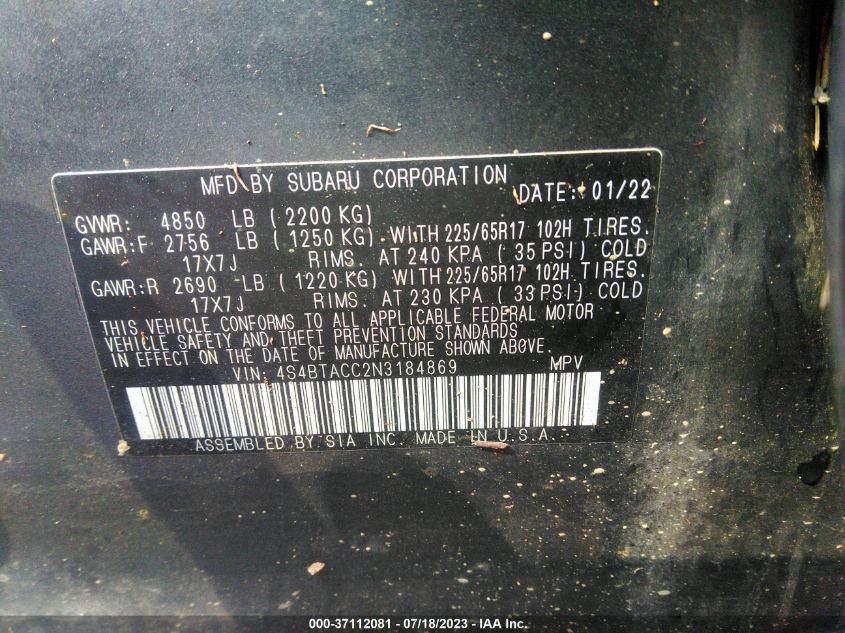 MFD BY SUBARU CORPORATION DATE: 01/22
GVWR: 4850 LB ( 2200 KG)
GAWR:F 2756 LB ( 1250 KG) WITH 225/65R17 102H TIRES.
17X7J RIMS. AT 240 KPA ( 35 PSI) COLD
GAWR:R 2690 LB ( 1220 KG) WITH 225/65R17 102H TIRES.
17X7J RIMS. AT 230 KPA ( 33 PSI) COLD
THIS VEHICLE CONFORMS TO ALL APPLICABLE FEDERAL MOTOR
VEHICLE SAFETY AND THEFT PREVENTION STANDARDS
IN EFFECT ON THE DATE OF MANUFACTURE SHOWN ABOVE.
VIN: 4S4BTACC2N3184869 MPV
ASSEMBLED BY SIA INC. MADE IN U.S.A.
000-37112081 - 07/18/2023 - IAA Inc.